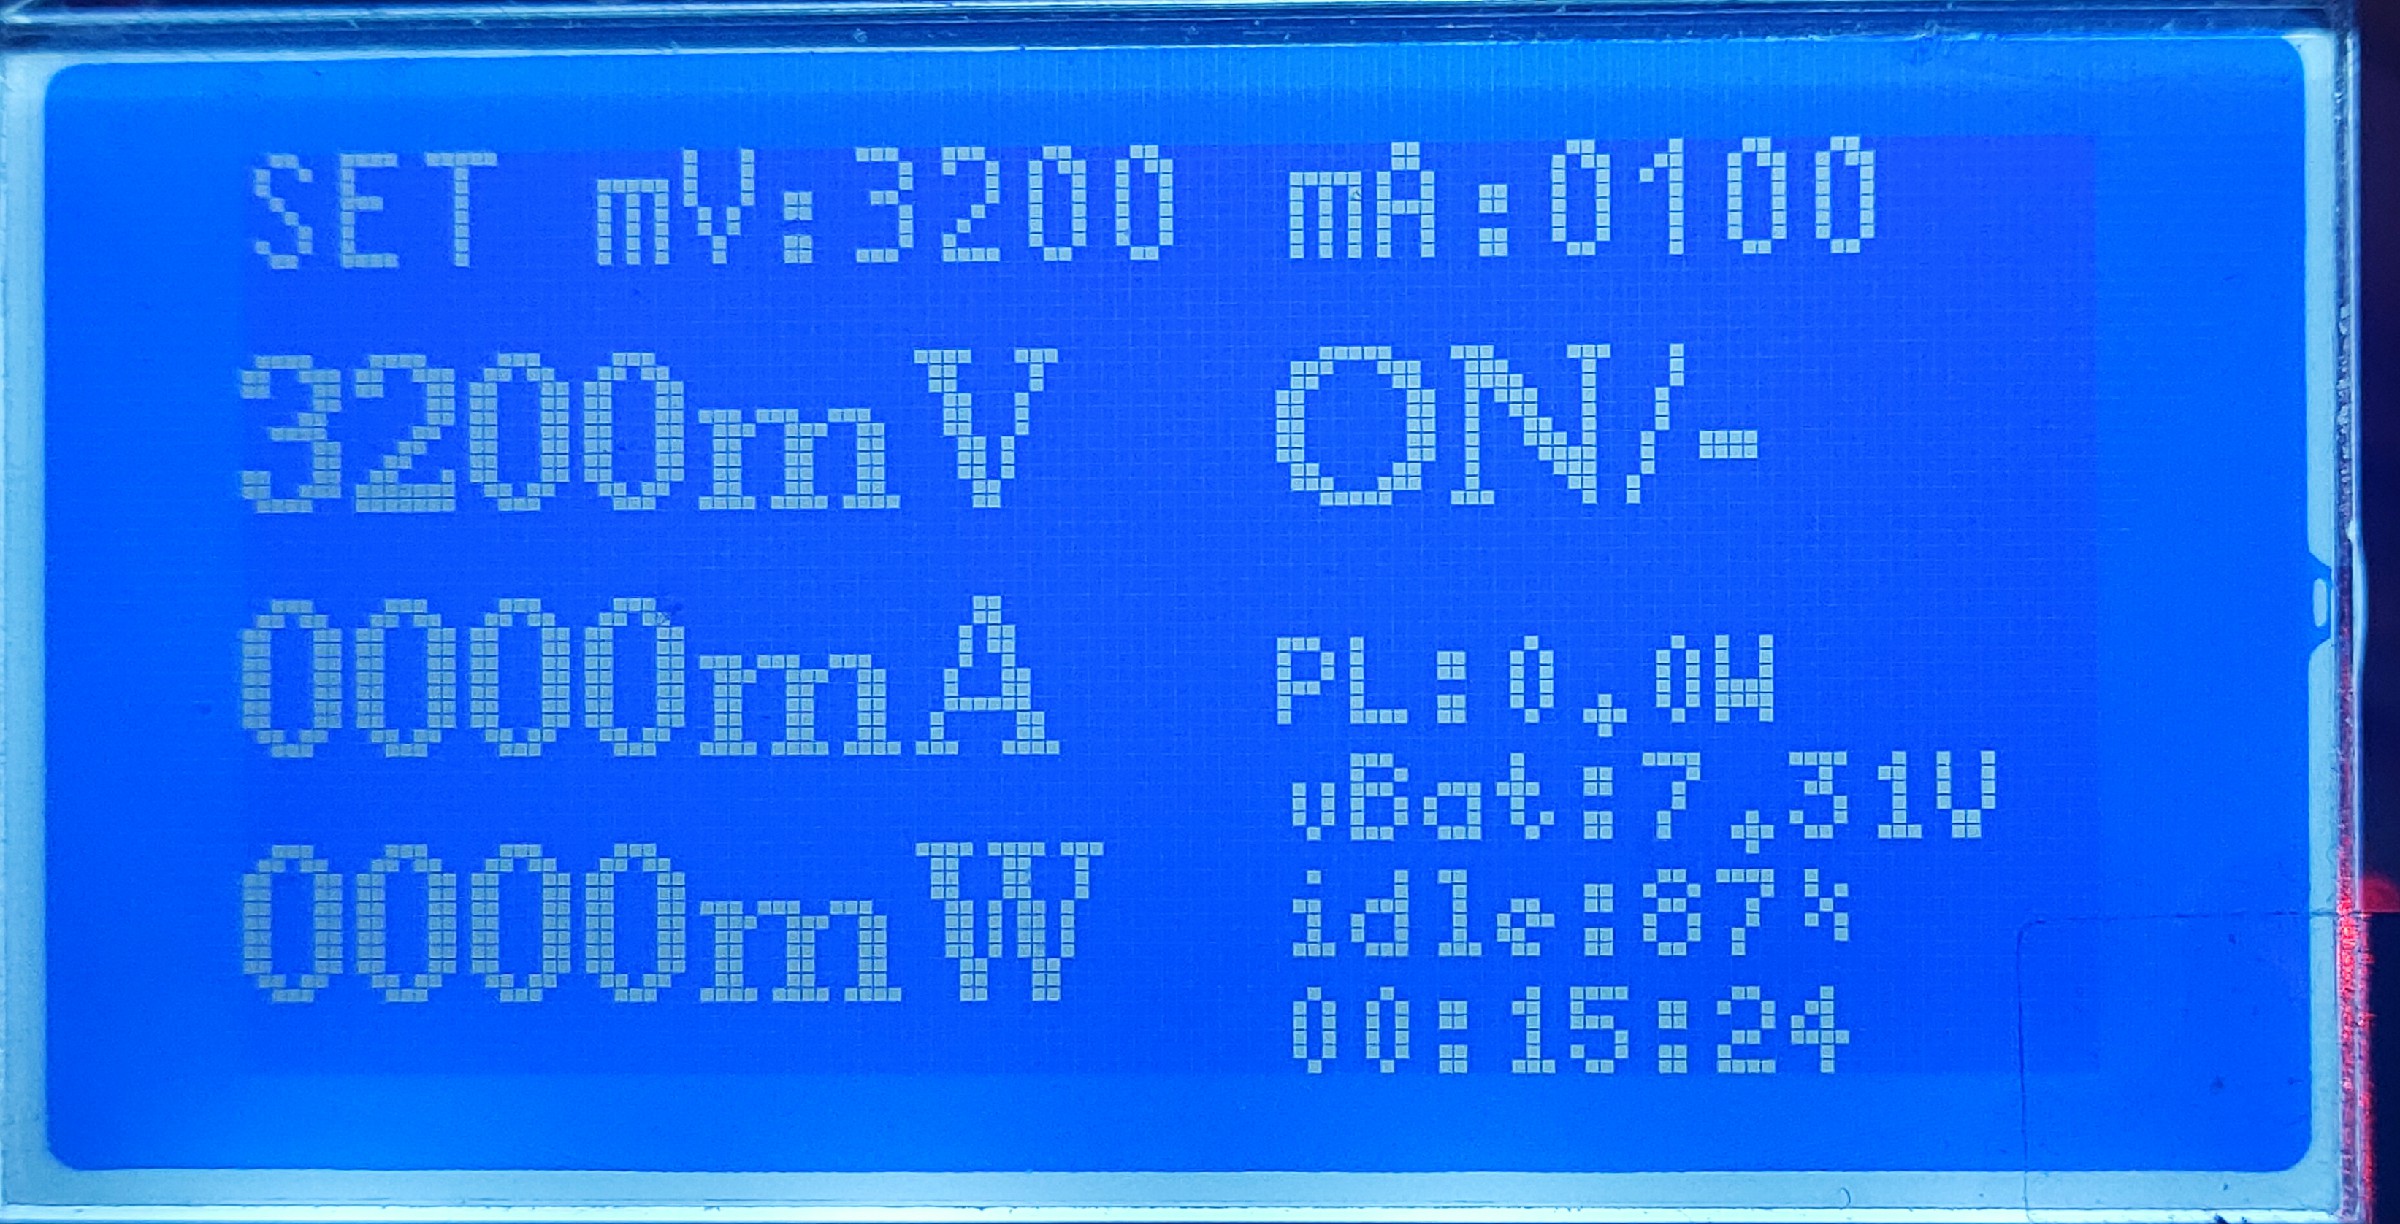 SET mV:3200 mA:0100
3200mV ON/-
0000mA
PL:0,0W
vBat:7,31V
0000mW
idle:87%
00:15:24